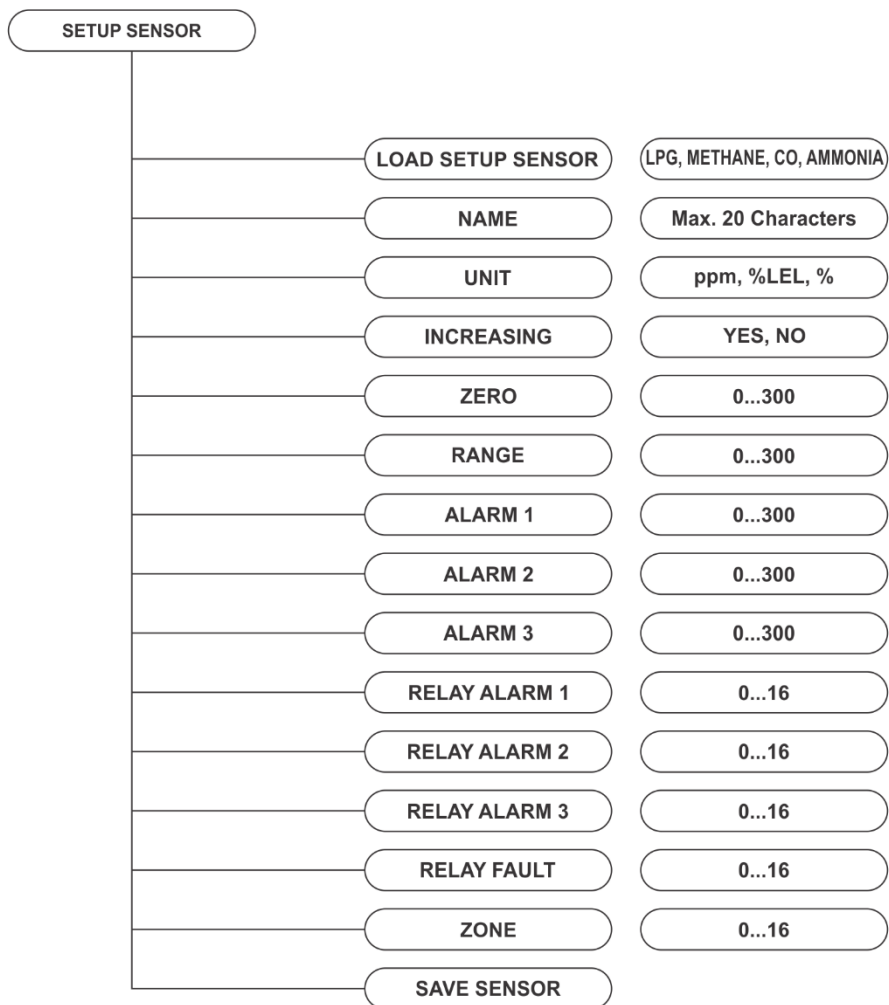 SETUP SENSOR
LOAD SETUP SENSOR LPG, METHANE, CO, AMMONIA
NAME Max. 20 Characters
UNIT ppm, %LEL, %
INCREASING YES, NO
ZERO 0...300
RANGE 0...300
ALARM 1 0...300
ALARM 2 0...300
ALARM 3 0...300
RELAY ALARM 1 0...16
RELAY ALARM 2 0...16
RELAY ALARM 3 0...16
RELAY FAULT 0...16
ZONE 0...16
SAVE SENSOR